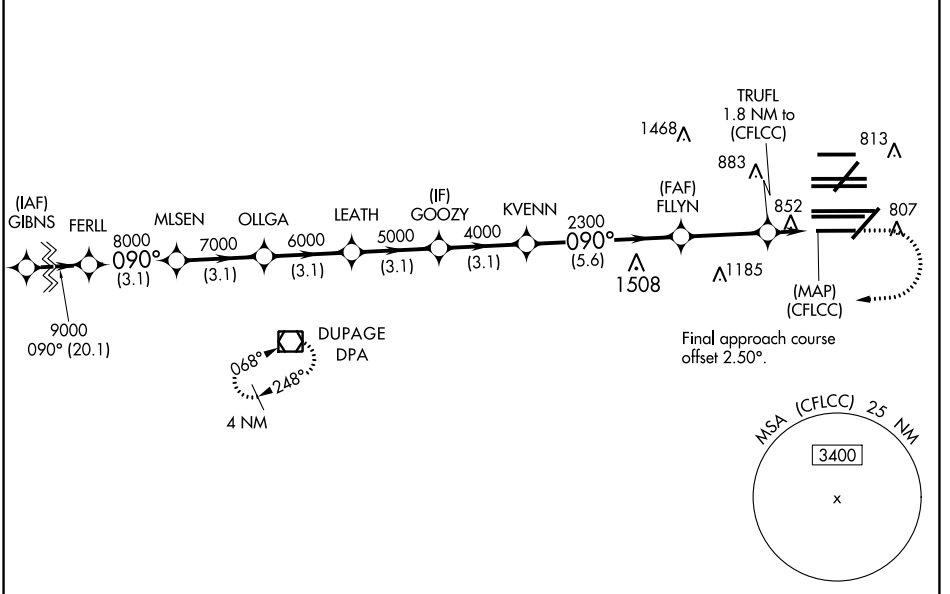 TRUFL
1.8 NM to
(CFLCC)
1468
813
883
(IAF)
GIBNS
FERLL
MLSEN
OLLGA
LEATH
(IF)
GOOZY
KVENN
(FAF)
FLLYN
852
807
8000
090°
(3.1)
7000
(3.1)
6000
(3.1)
5000
(3.1)
4000
(3.1)
2300
090°
(5.6)
1508
1185
(MAP)
(CFLCC)
9000
090° (20.1)
DUPAGE
DPA
068°
248°
4 NM
Final approach course
offset 2.50°.
MSA (CFLCC) 25 NM
3400
x